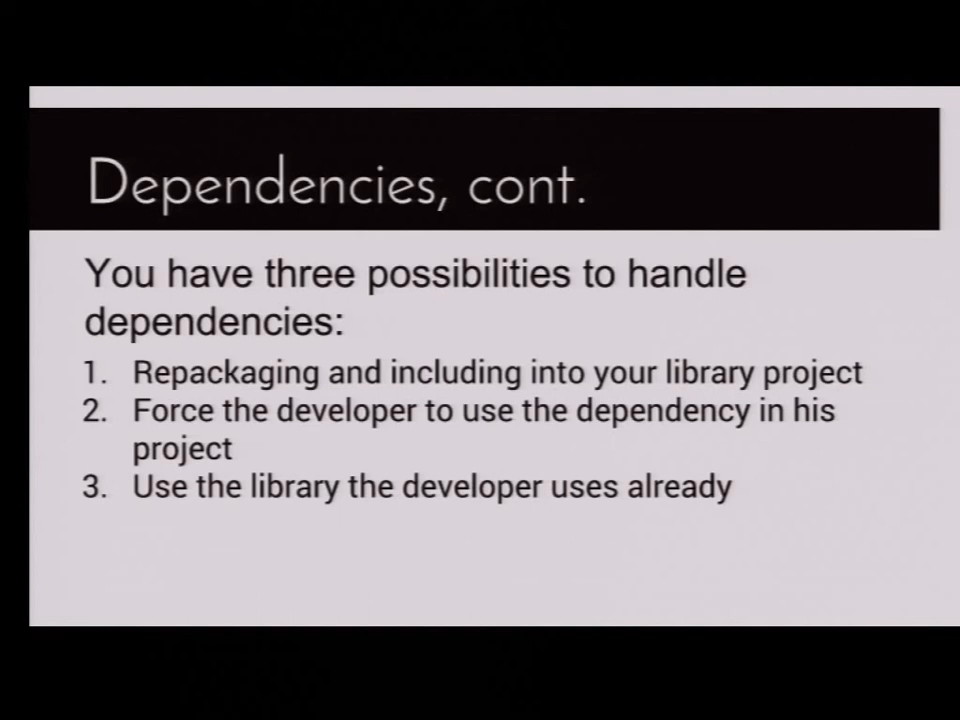 Dependencies, cont.
You have three possibilities to handle
dependencies:
1. Repackaging and including into your library project
2. Force the developer to use the dependency in his
project
3. Use the library the developer uses already